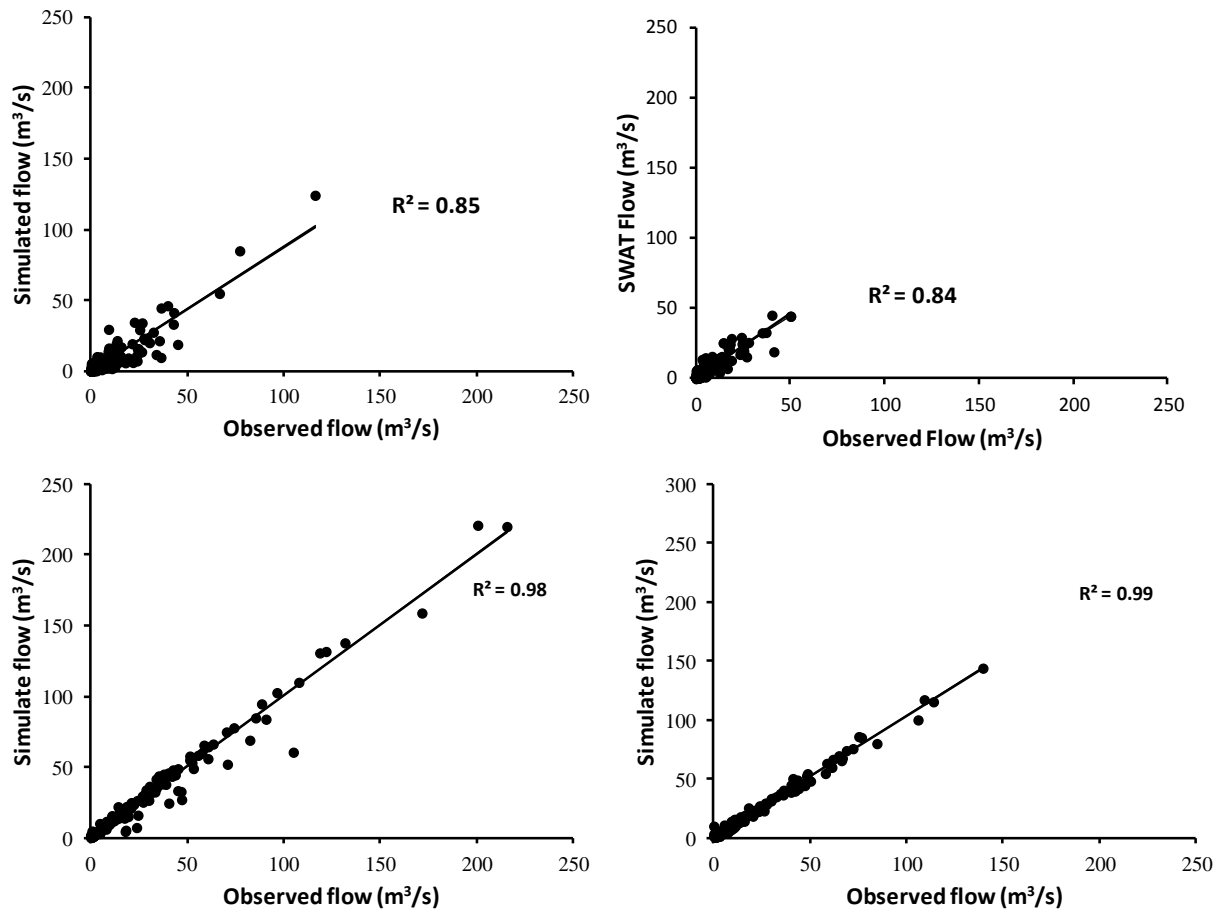 250
200
150
100
50
0
Simulated flow (m³/s)
R² = 0.85
0 50 100 150 200 250
Observed flow (m³/s)
250
200
150
100
50
0
SWAT Flow (m³/s)
R² = 0.84
0 50 100 150 200 250
Observed Flow (m³/s)
250
200
150
100
50
0
Simulate flow (m³/s)
R² = 0.98
0 50 100 150 200 250
Observed flow (m³/s)
300
250
200
150
100
50
0
Simulate flow (m³/s)
R² = 0.99
0 50 100 150 200 250
Observed flow (m³/s)